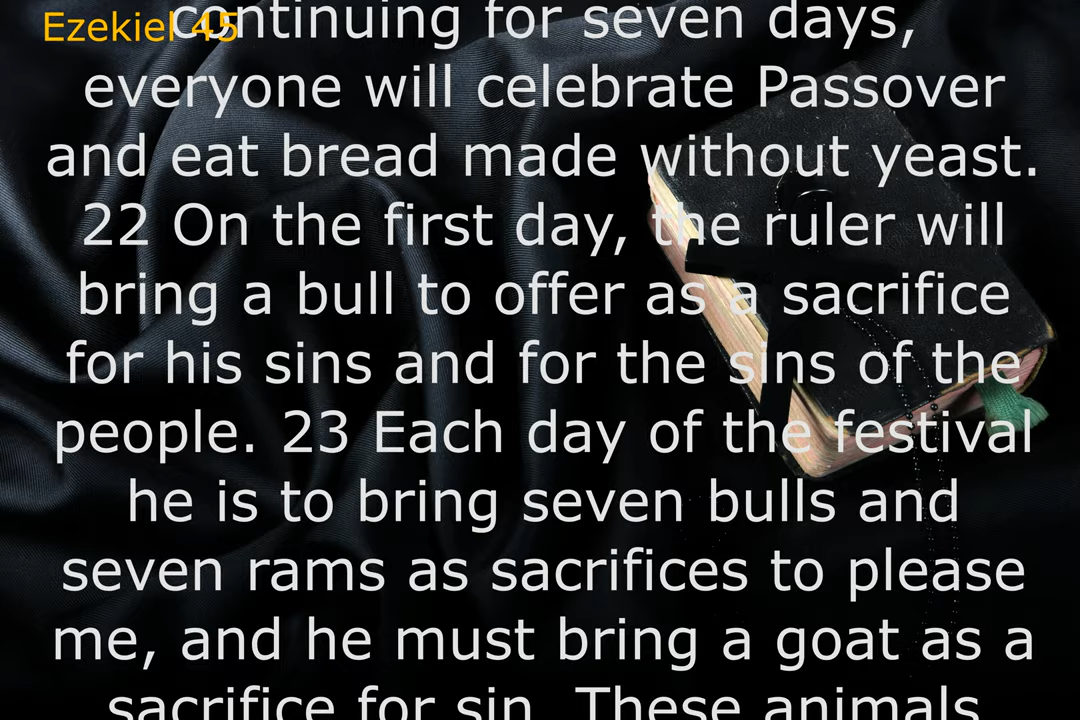 Ezekiel 45
continuing for seven days,
everyone will celebrate Passover
and eat bread made without yeast.
22 On the first day, the ruler will
bring a bull to offer as a sacrifice
for his sins and for the sins of the
people. 23 Each day of the festival
he is to bring seven bulls and
seven rams as sacrifices to please
me, and he must bring a goat as a
sacrifice for sin. These animals